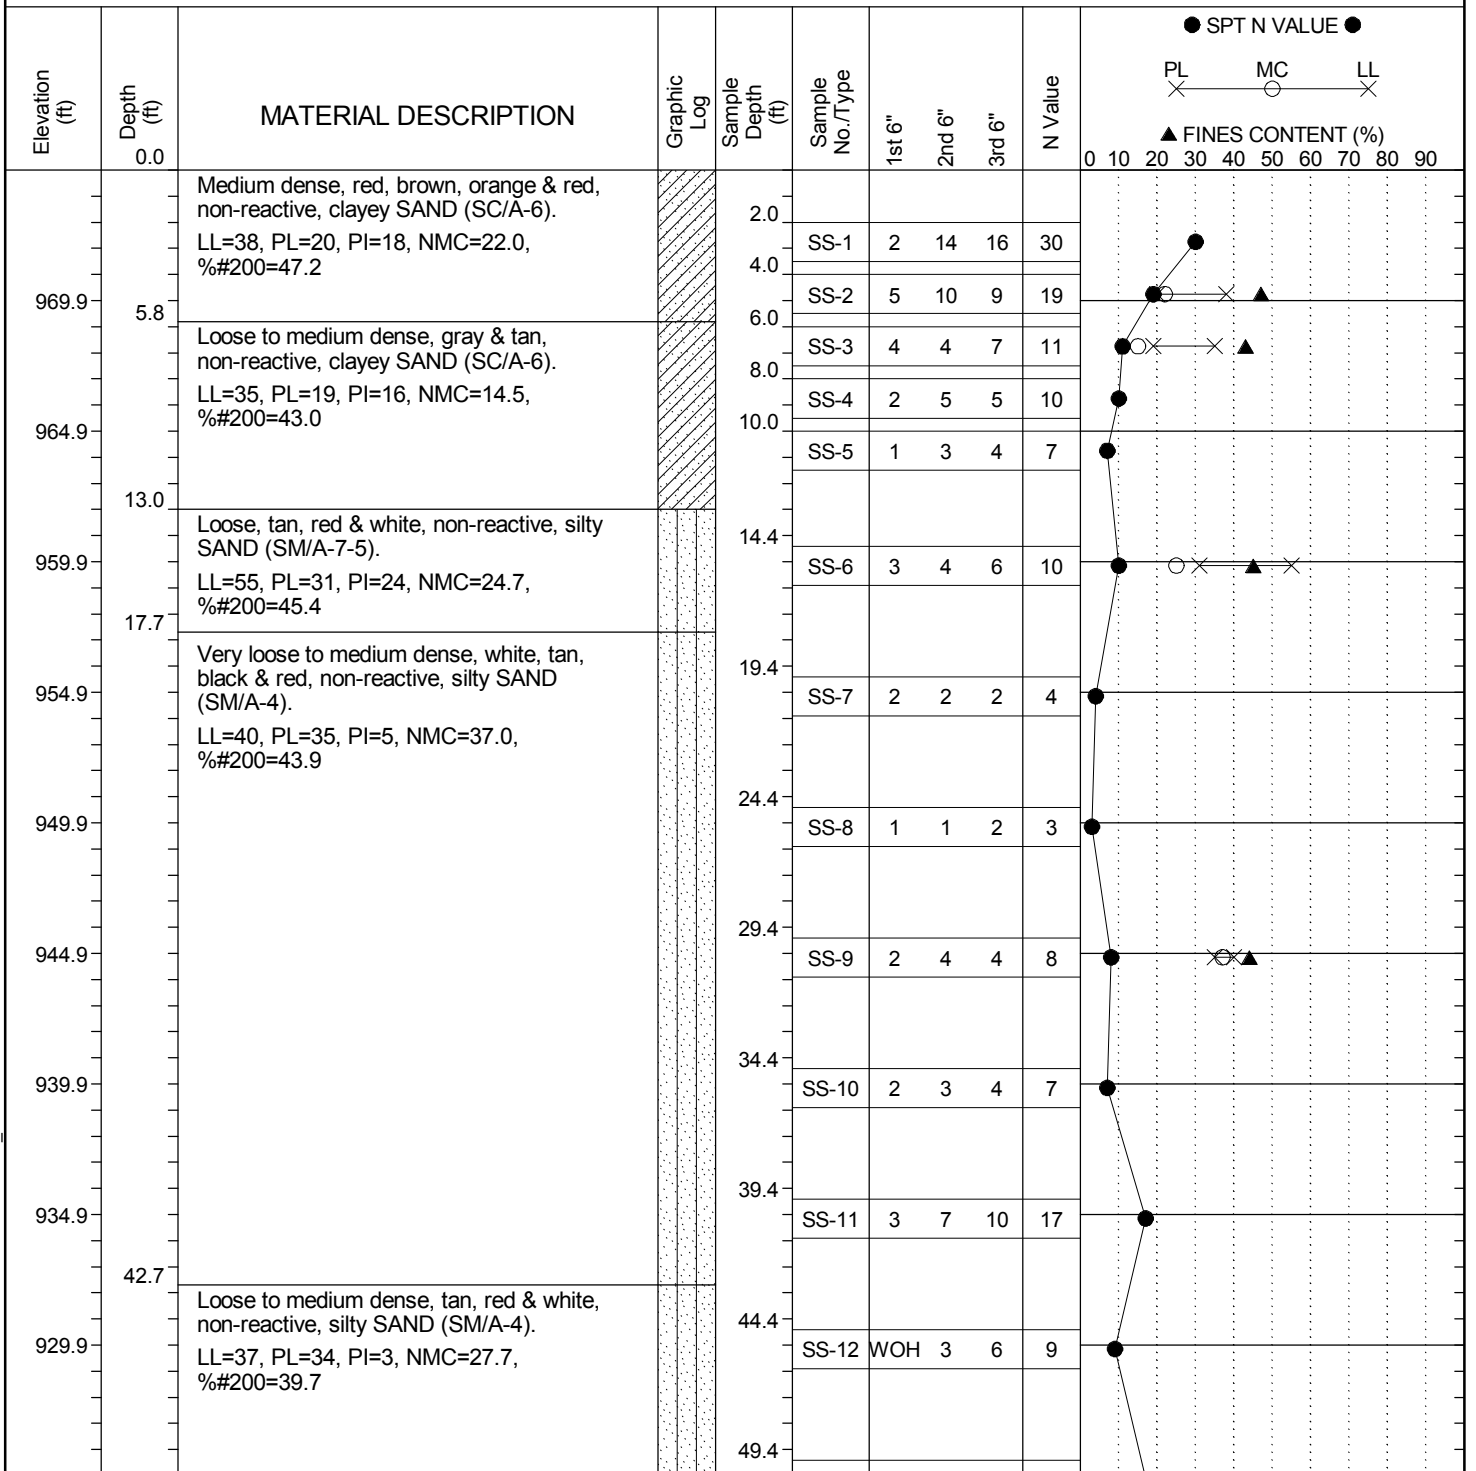 ● SPT N VALUE ●
PL MC LL
▲ FINES CONTENT (%)
Elevation (ft)
Depth (ft)
0.0
MATERIAL DESCRIPTION
Graphic Log
Sample Depth (ft)
Sample No./Type
1st 6"
2nd 6"
3rd 6"
N Value
0 10 20 30 40 50 60 70 80 90
Medium dense, red, brown, orange & red,
non-reactive, clayey SAND (SC/A-6).
2.0
LL=38, PL=20, PI=18, NMC=22.0,
%#200=47.2
SS-1 2 14 16 30
4.0
969.9
SS-2 5 10 9 19
5.8
6.0
Loose to medium dense, gray & tan,
non-reactive, clayey SAND (SC/A-6).
SS-3 4 4 7 11
8.0
LL=35, PL=19, PI=16, NMC=14.5,
%#200=43.0
SS-4 2 5 5 10
10.0
964.9
SS-5 1 3 4 7
13.0
Loose, tan, red & white, non-reactive, silty
SAND (SM/A-7-5).
14.4
959.9
SS-6 3 4 6 10
LL=55, PL=31, PI=24, NMC=24.7,
%#200=45.4
17.7
Very loose to medium dense, white, tan,
black & red, non-reactive, silty SAND
(SM/A-4).
19.4
954.9
SS-7 2 2 2 4
LL=40, PL=35, PI=5, NMC=37.0,
%#200=43.9
24.4
949.9
SS-8 1 1 2 3
29.4
944.9
SS-9 2 4 4 8
34.4
939.9
SS-10 2 3 4 7
39.4
934.9
SS-11 3 7 10 17
42.7
Loose to medium dense, tan, red & white,
non-reactive, silty SAND (SM/A-4).
44.4
929.9
SS-12 WOH 3 6 9
LL=37, PL=34, PI=3, NMC=27.7,
%#200=39.7
49.4